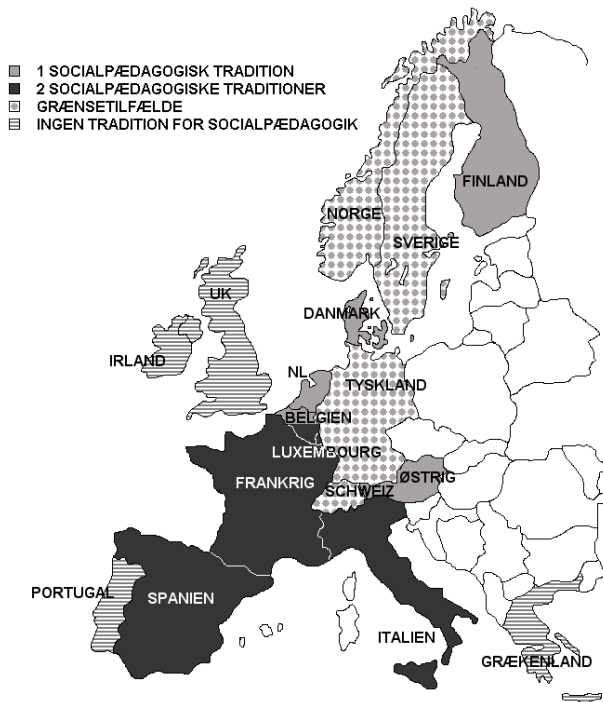 1 SOCIALPÆDAGOGISK TRADITION
2 SOCIALPÆDAGOGISKE TRADITIONER
GRÆNSETILFÆLDE
INGEN TRADITION FOR SOCIALPÆDAGOGIK
FINLAND
NORGE
SVERIGE
UK
DANMARK
IRLAND
NL
TYSKLAND
BELGIEN
LUXEMBOURG
FRANKRIG
ØSTRIG
SCHWEIZ
PORTUGAL
SPANIEN
ITALIEN
GRÆKENLAND